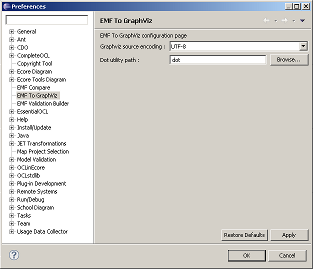 Preferences
EMF To GraphViz
General
Ant
CDO
CompleteOCL
Copyright Tool
Ecore Diagram
Ecore Tools Diagram
EMF Compare
EMF To GraphViz
EMF Validation Builder
EssentialOCL
Help
Install/Update
Java
JET Transformations
Map Project Selection
Model Validation
OCLinEcore
OCLstdlib
Plug-in Development
Remote Systems
Run/Debug
School Diagram
Tasks
Team
Usage Data Collector
EMF To GraphViz configuration page
Graphviz source encoding : UTF-8
Dot utility path : dot Browse...
Restore Defaults Apply
OK Cancel